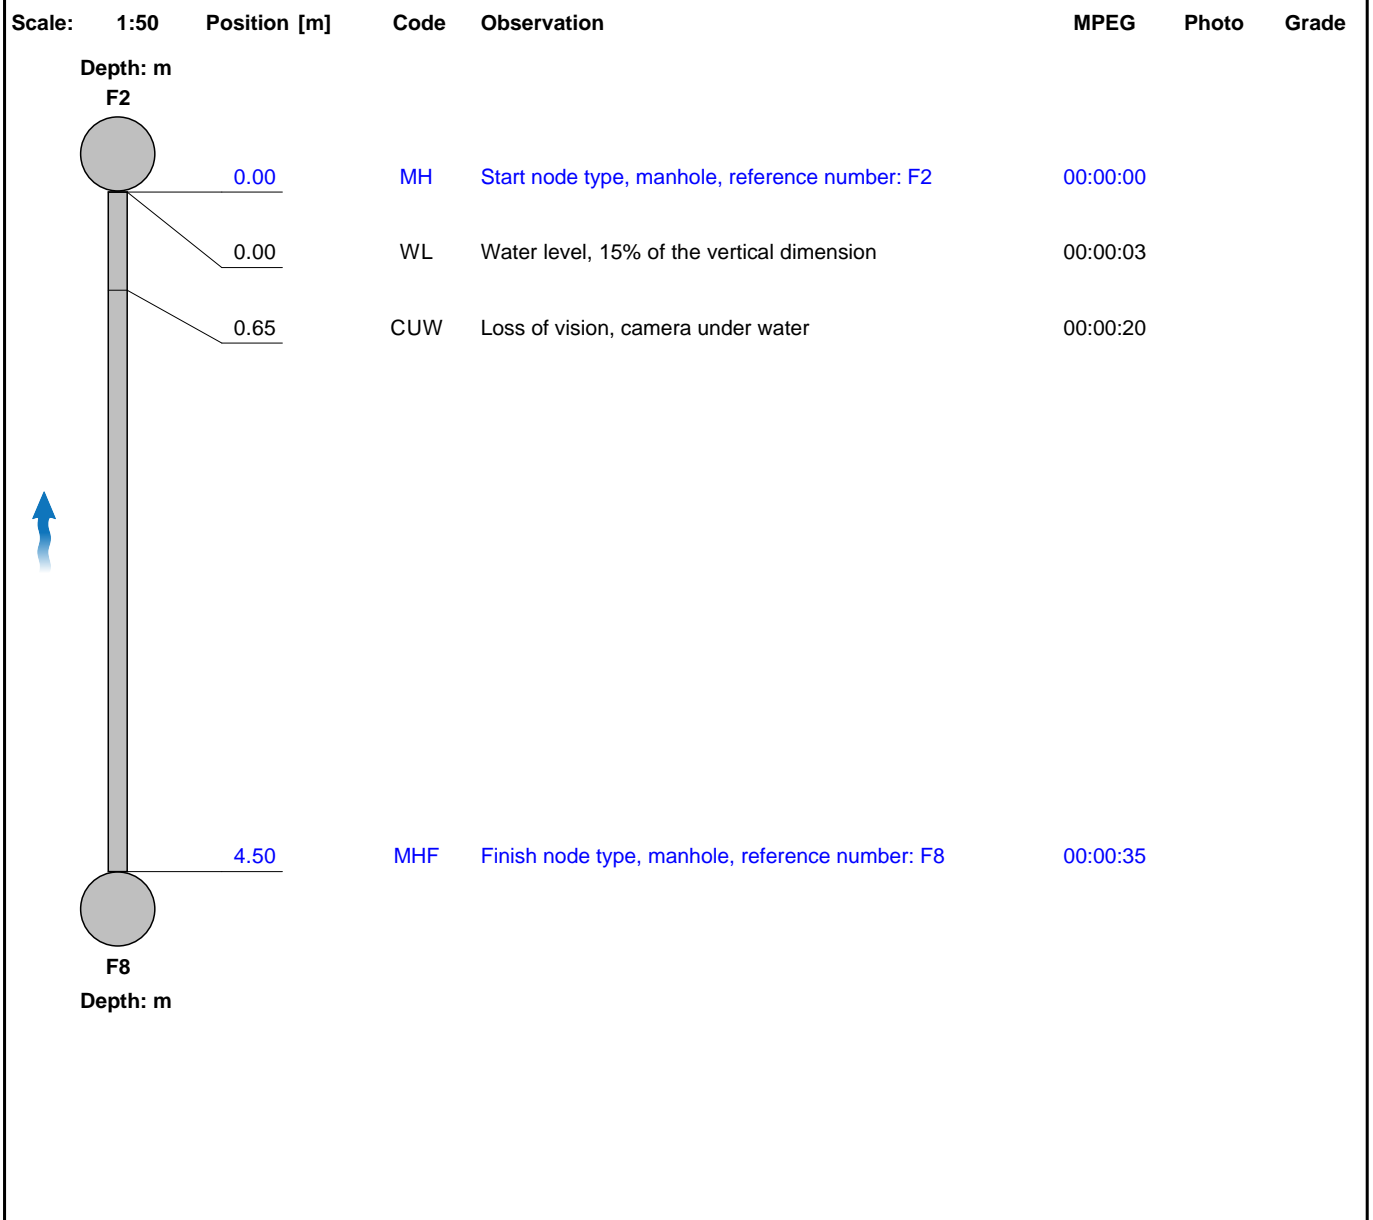 Scale: 1:50 Position [m] Code Observation MPEG Photo Grade
Depth: m
F2
0.00 MH Start node type, manhole, reference number: F2 00:00:00
0.00 WL Water level, 15% of the vertical dimension 00:00:03
0.65 CUW Loss of vision, camera under water 00:00:20
4.50 MHF Finish node type, manhole, reference number: F8 00:00:35
F8
Depth: m